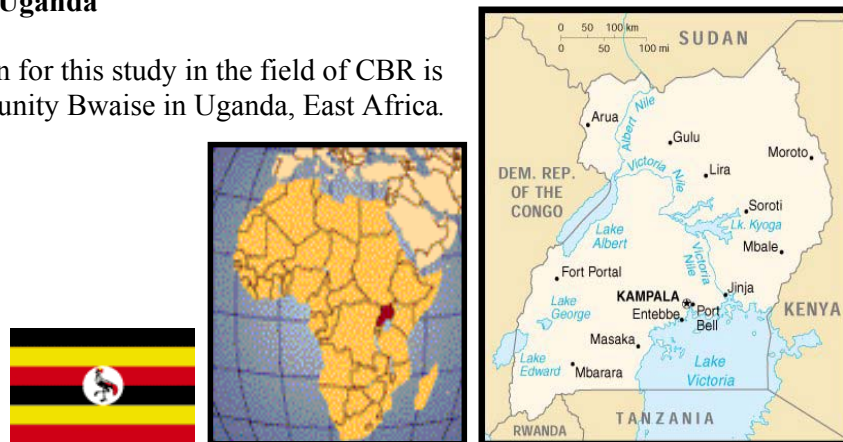 Uganda
n for this study in the field of CBR is
unity Bwaise in Uganda, East Africa.
0 50 100 km
0 50 100 mi
SUDAN
Arua
Albert Nile
Gulu
Moroto
Victoria Nile
Lira
DEM. REP.
OF THE
CONGO
Soroti
Lk. Kyoga
Lake
Albert
Mbale
Victoria
Nile
Fort Portal
Jinja
KAMPALA
Port
Bell
KENYA
Lake
George
Entebbe
Masaka
Lake
Edward
Mbarara
Lake
Victoria
TANZANIA
RWANDA